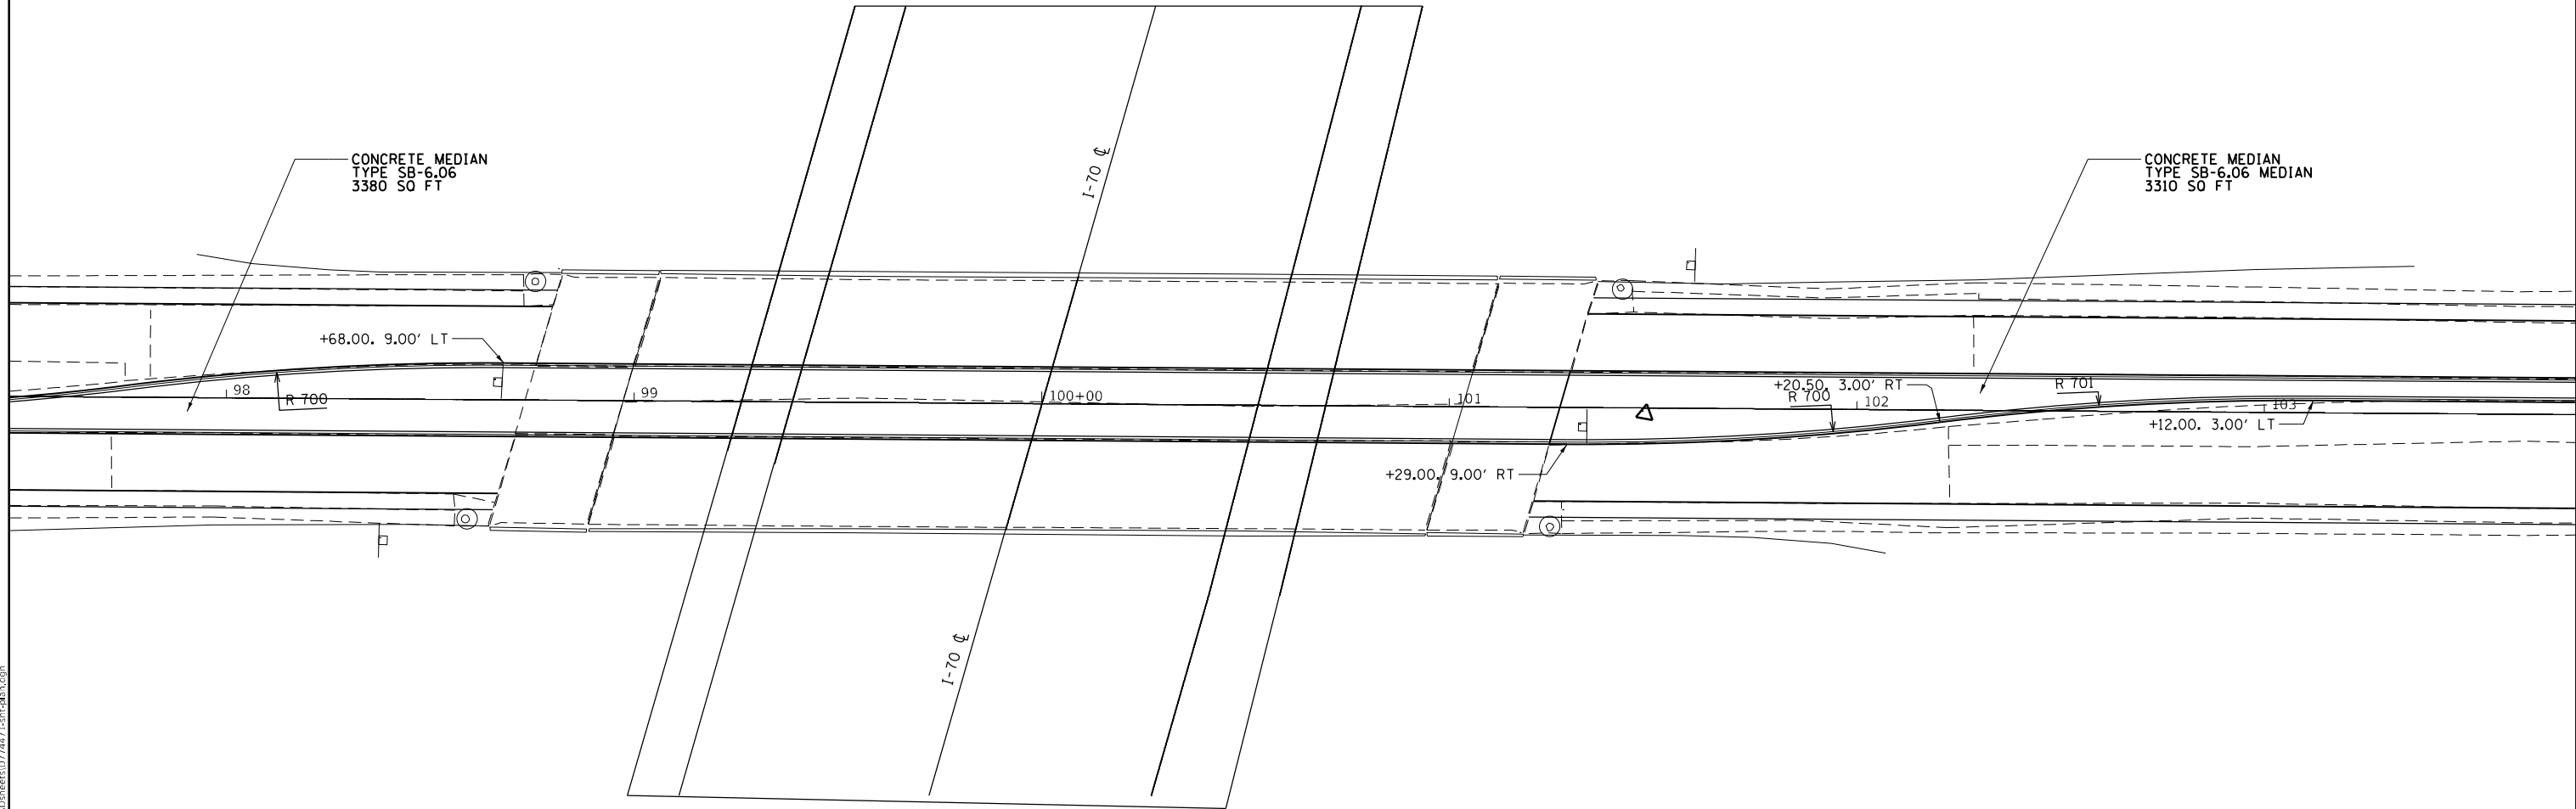 I-70 ℄
CONCRETE MEDIAN
TYPE SB-6.06
3380 SQ FT
CONCRETE MEDIAN
TYPE SB-6.06 MEDIAN
3310 SQ FT
+68.00, 9.00' LT
98
R 700
99
100+00
101
+20.50, 3.00' RT
R 700
102
R 701
103
+12.00, 3.00' LT
+29.00, 9.00' RT
I-70 ℄